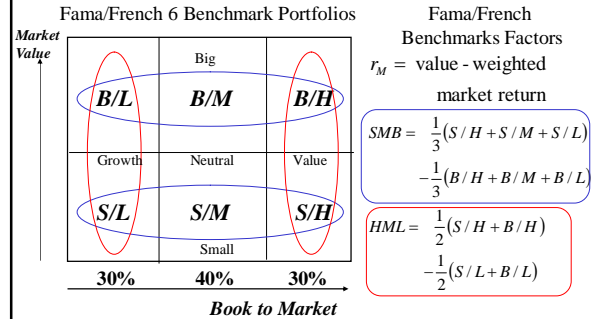 Fama/French 6 Benchmark Portfolios
Market
Value
Big
B/L B/M B/H
Growth Neutral Value
S/L S/M S/H
Small
30% 40% 30%
Book to Market
Fama/French
Benchmarks Factors
r_M = value - weighted
market return
SMB = 1/3 (S/H + S/M + S/L)
- 1/3 (B/H + B/M + B/L)
HML = 1/2 (S/H + B/H)
- 1/2 (S/L + B/L)